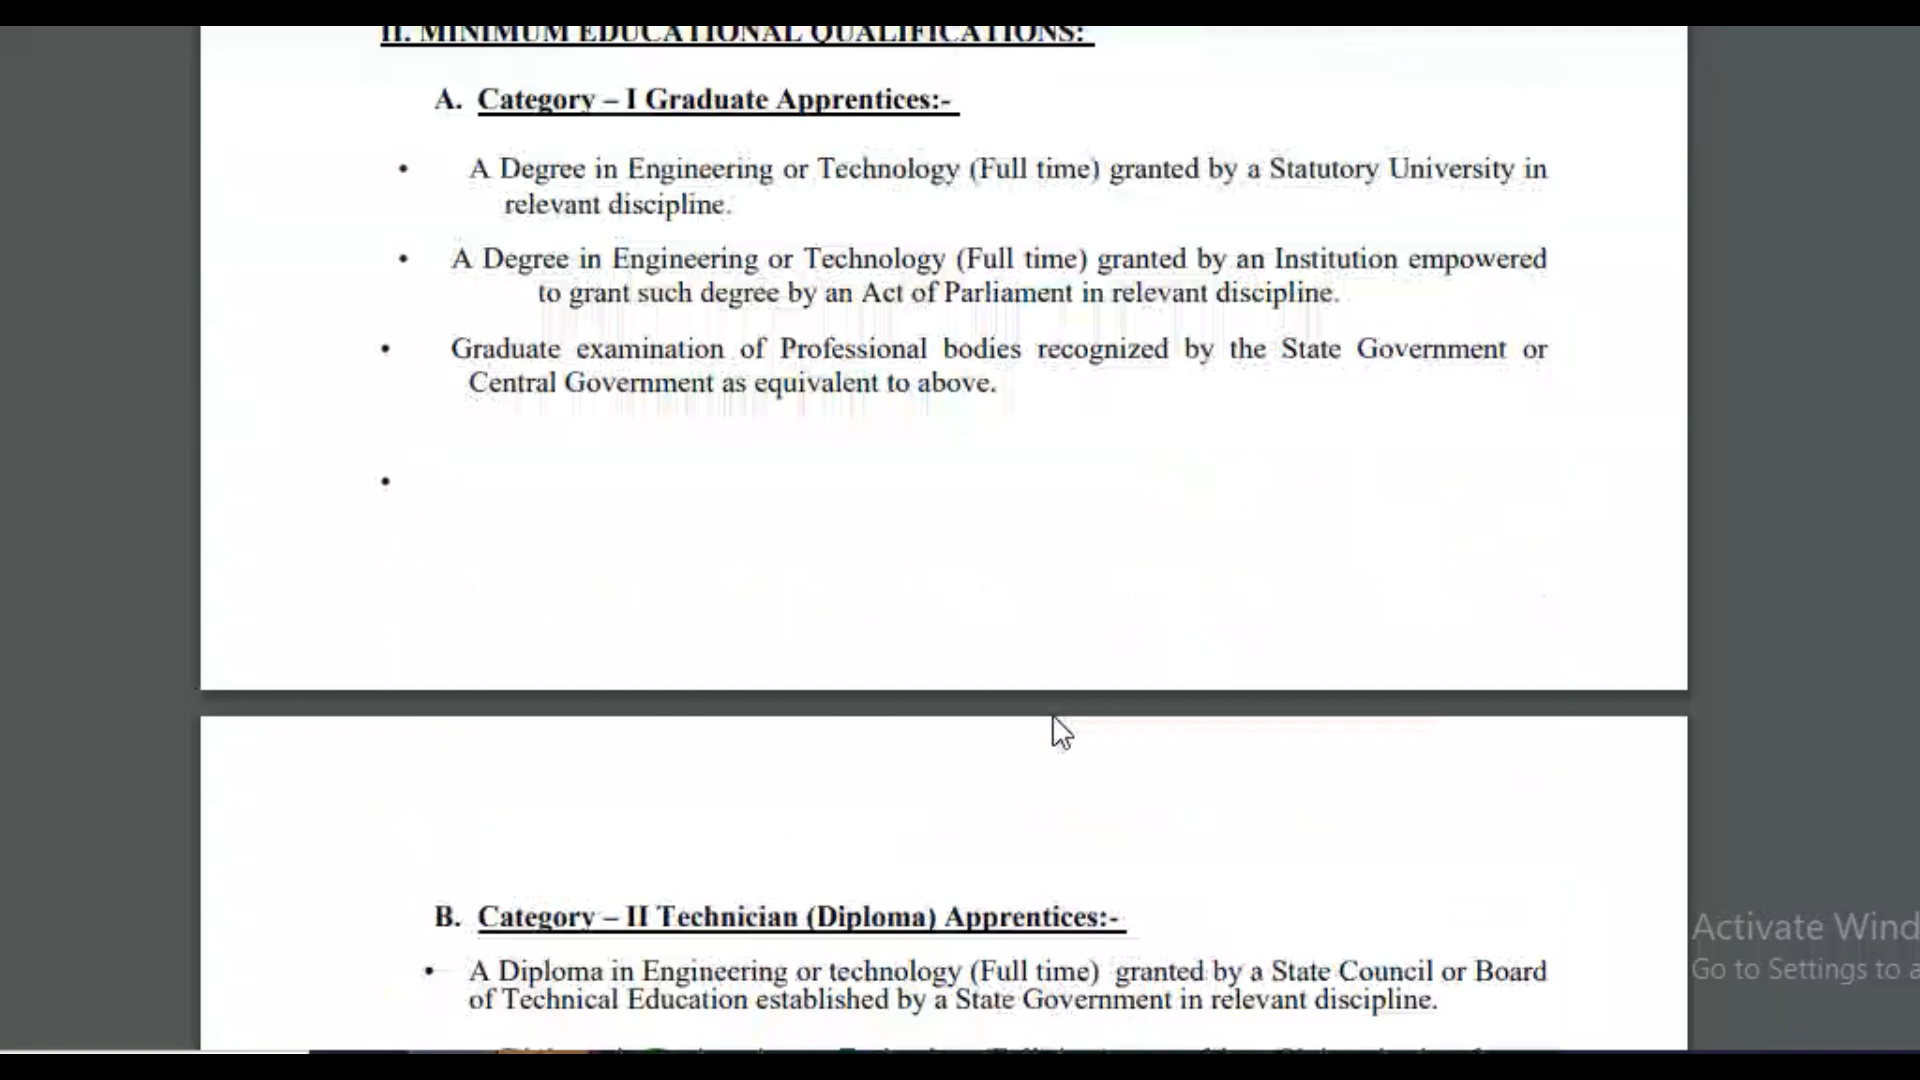 II. MINIMUM EDUCATIONAL QUALIFICATIONS:
A. Category – I Graduate Apprentices:-
• A Degree in Engineering or Technology (Full time) granted by a Statutory University in
relevant discipline.
• A Degree in Engineering or Technology (Full time) granted by an Institution empowered
to grant such degree by an Act of Parliament in relevant discipline.
• Graduate examination of Professional bodies recognized by the State Government or
Central Government as equivalent to above.
•
B. Category – II Technician (Diploma) Apprentices:-
• A Diploma in Engineering or technology (Full time) granted by a State Council or Board
of Technical Education established by a State Government in relevant discipline.
Activate Wind
Go to Settings to a